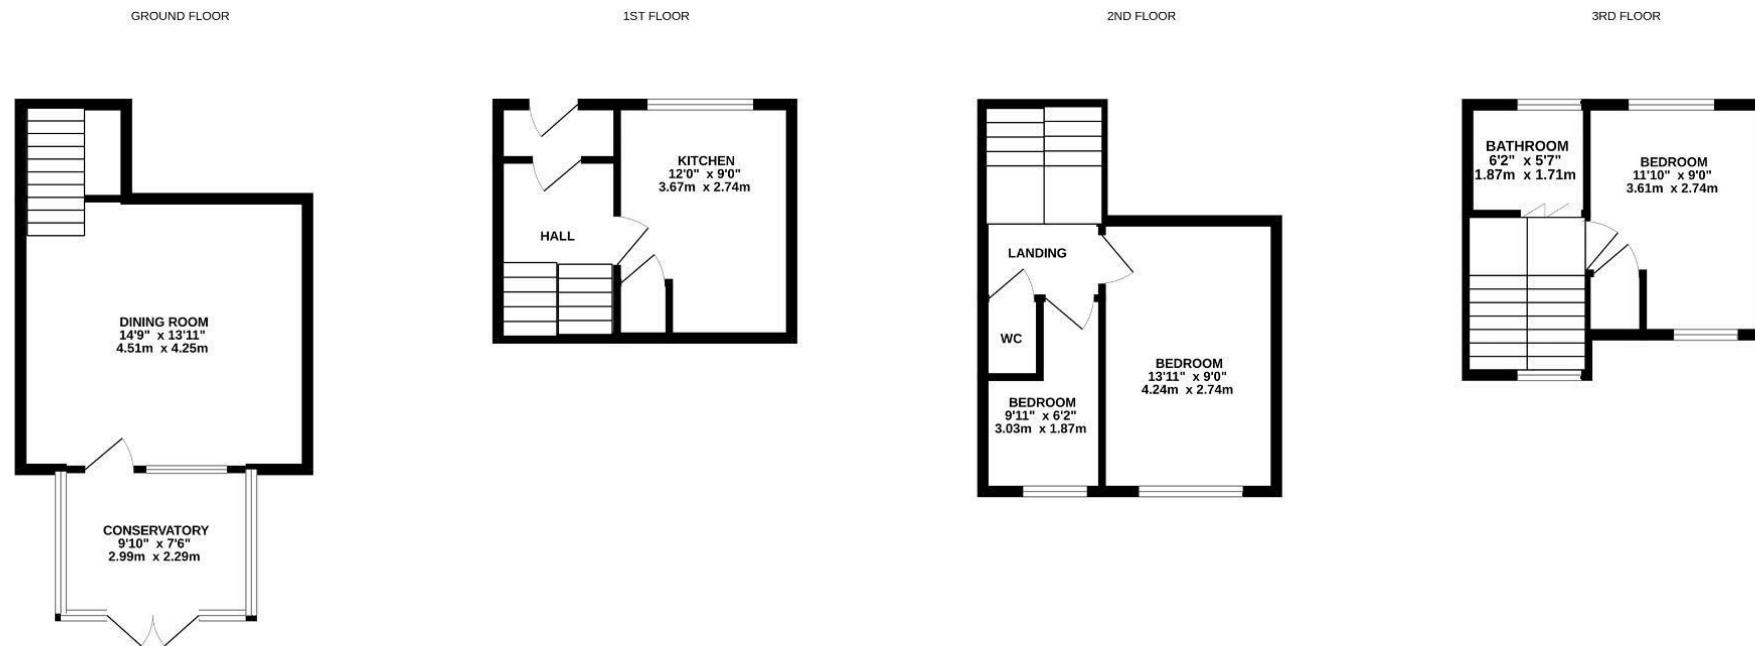 GROUND FLOOR
DINING ROOM
14'9" x 13'11"
4.51m x 4.25m
CONSERVATORY
9'10" x 7'6"
2.99m x 2.29m
1ST FLOOR
KITCHEN
12'0" x 9'0"
3.67m x 2.74m
HALL
2ND FLOOR
LANDING
WC
BEDROOM
13'11" x 9'0"
4.24m x 2.74m
BEDROOM
9'11" x 6'2"
3.03m x 1.87m
3RD FLOOR
BATHROOM
6'2" x 5'7"
1.87m x 1.71m
BEDROOM
11'10" x 9'0"
3.61m x 2.74m